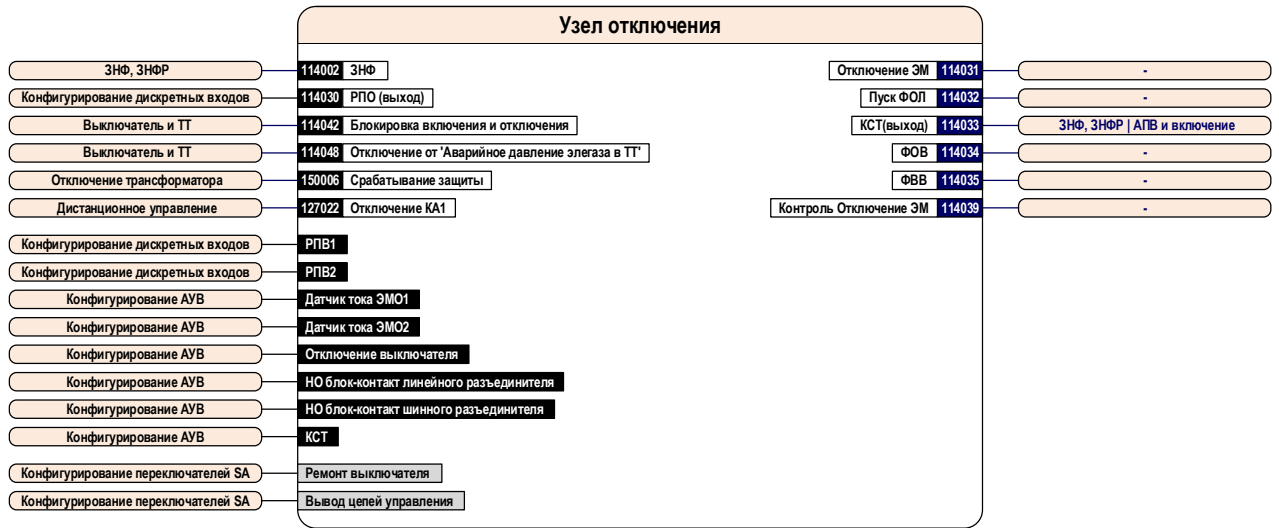 Узел отключения
ЗНФ, ЗНФР 114002 ЗНФ Отключение ЭМ 114031 -
Конфигурирование дискретных входов 114030 РПО (выход) Пуск ФОЛ 114032 -
Выключатель и ТТ 114042 Блокировка включения и отключения КСТ(выход) 114033 ЗНФ, ЗНФР | АПВ и включение
Выключатель и ТТ 114048 Отключение от 'Аварийное давление элегаза в ТТ' ФОВ 114034 -
Отключение трансформатора 150006 Срабатывание защиты ФВВ 114035 -
Дистанционное управление 127022 Отключение КА1 Контроль Отключение ЭМ 114039 -
Конфигурирование дискретных входов РПВ1
Конфигурирование дискретных входов РПВ2
Конфигурирование АУВ Датчик тока ЭМО1
Конфигурирование АУВ Датчик тока ЭМО2
Конфигурирование АУВ Отключение выключателя
Конфигурирование АУВ НО блок-контакт линейного разъединителя
Конфигурирование АУВ НО блок-контакт шинного разъединителя
Конфигурирование АУВ КСТ
Конфигурирование переключателей SA Ремонт выключателя
Конфигурирование переключателей SA Вывод цепей управления